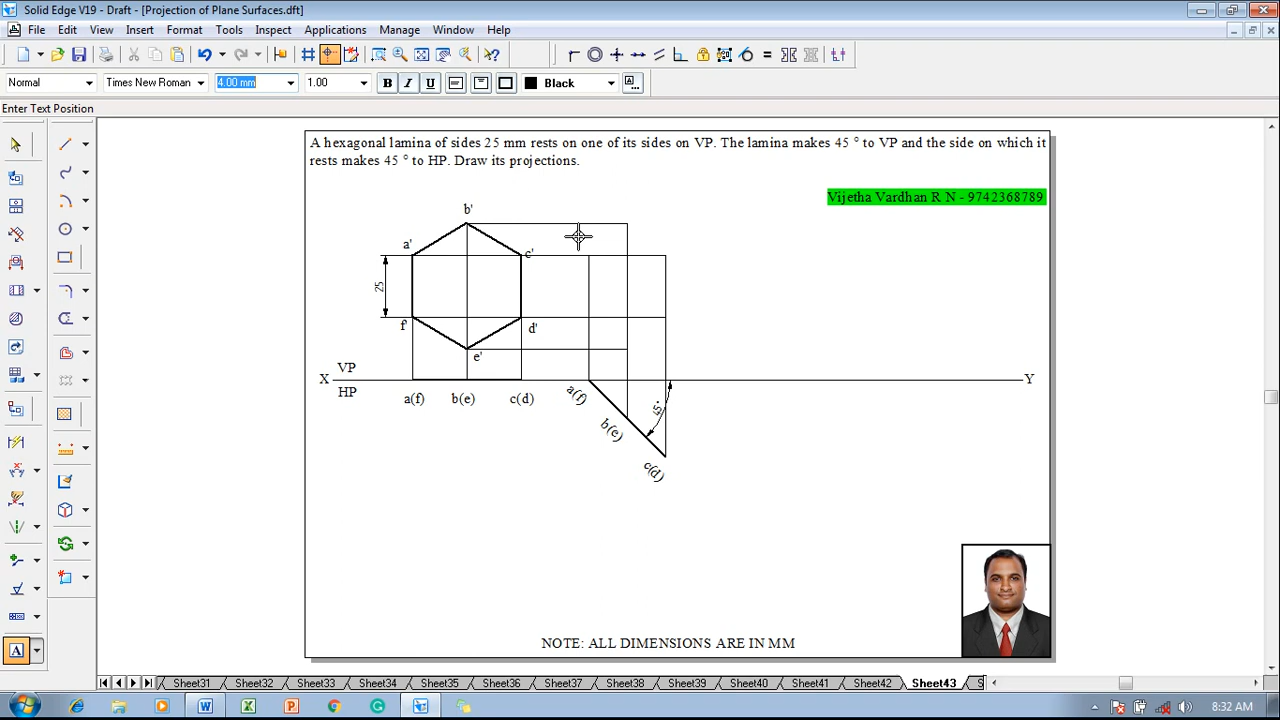 Solid Edge V19 - Draft - [Projection of Plane Surfaces.dft]
File Edit View Insert Format Tools Inspect Applications Manage Window Help
Normal Times New Roman 4.00 mm 1.00 B I U Black
Enter Text Position
A hexagonal lamina of sides 25 mm rests on one of its sides on VP. The lamina makes 45 ° to VP and the side on which it
rests makes 45 ° to HP. Draw its projections.
Vijetha Vardhan R N - 9742368789
b'
a' c'
25
f' d'
e'
VP
X Y
HP
a(f) b(e) c(d) a(f)
45°
b(e)
c(d)
NOTE: ALL DIMENSIONS ARE IN MM
A
Sheet31 Sheet32 Sheet33 Sheet34 Sheet35 Sheet36 Sheet37 Sheet38 Sheet39 Sheet40 Sheet41 Sheet42 Sheet43 S
8:32 AM